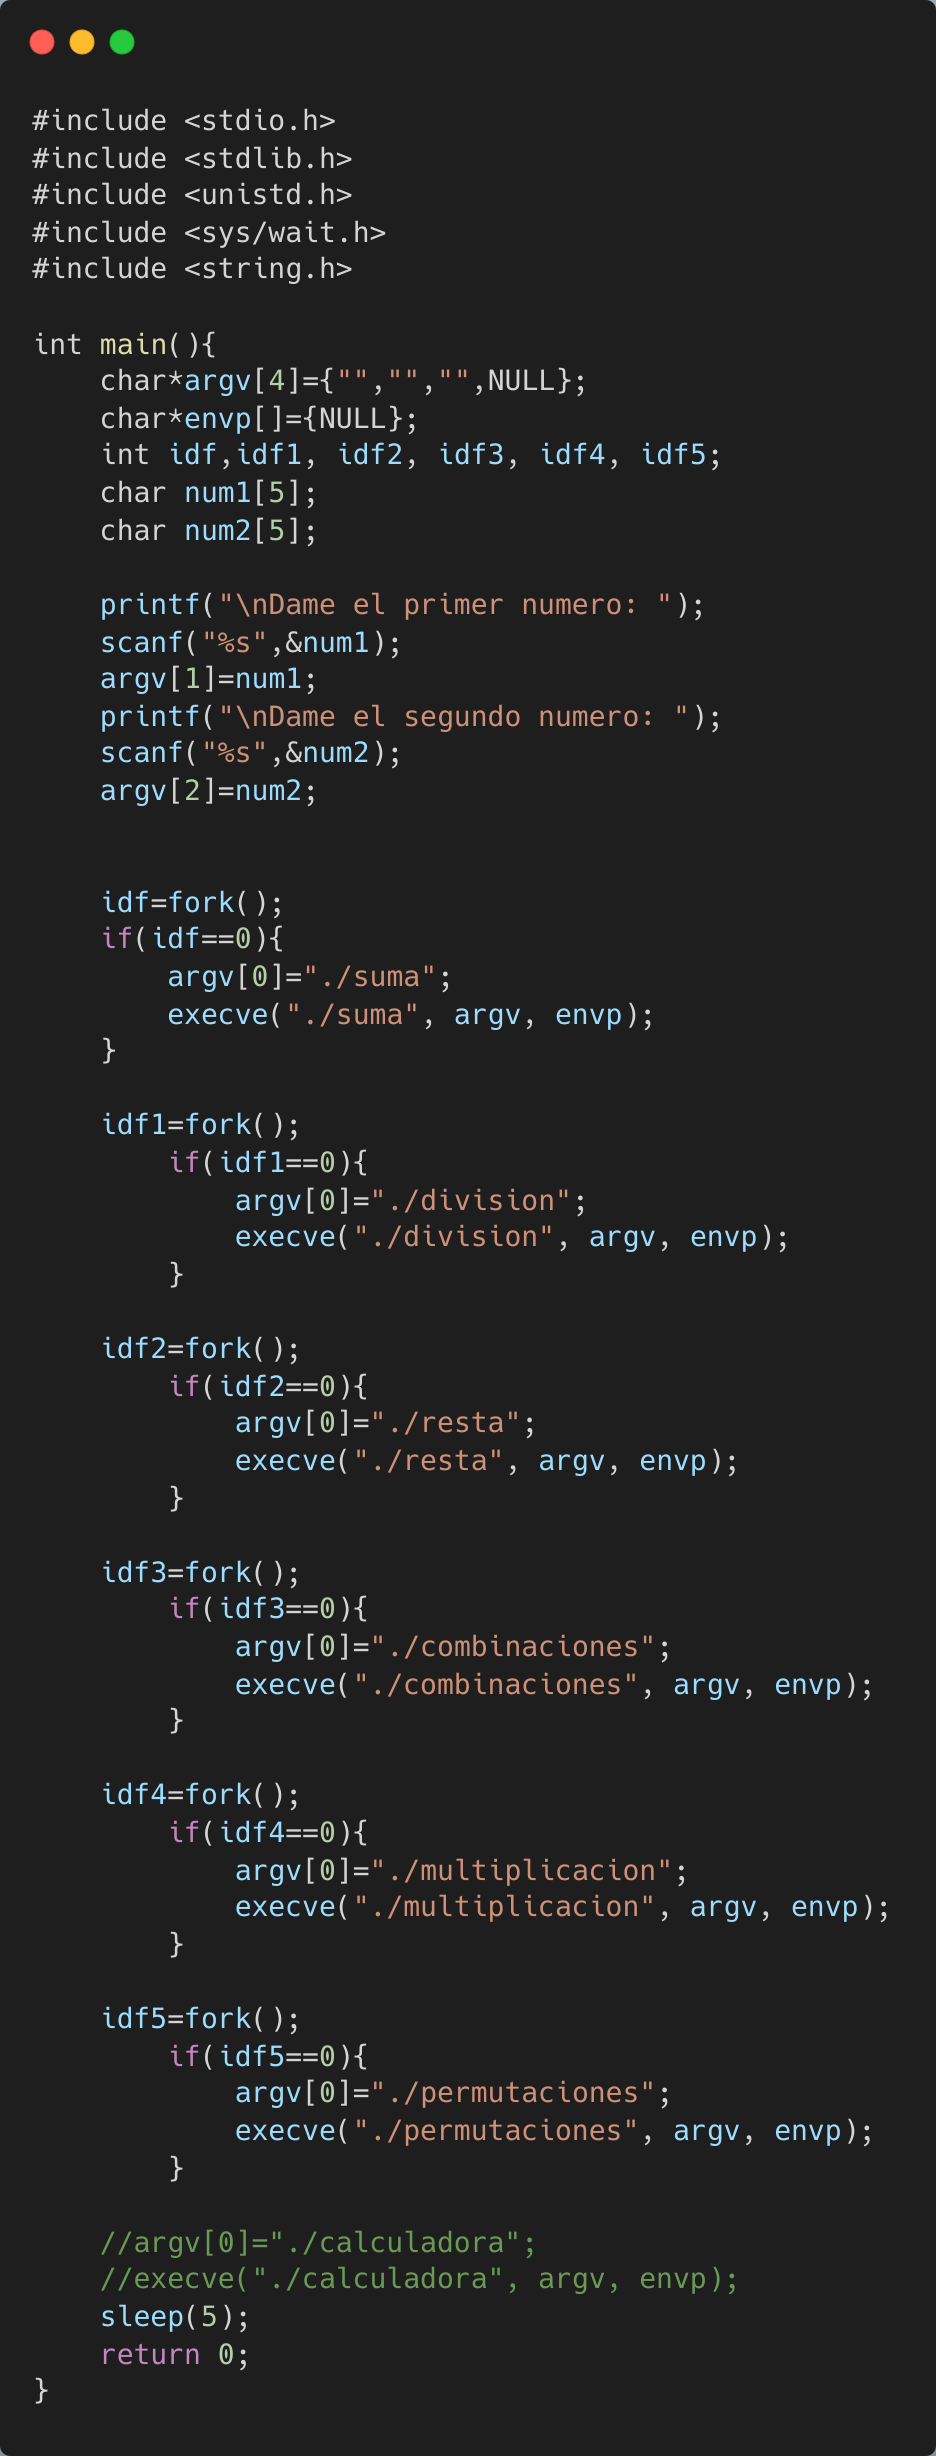 #include <stdio.h>
#include <stdlib.h>
#include <unistd.h>
#include <sys/wait.h>
#include <string.h>

int main(){
    char*argv[4]={"","","",NULL};
    char*envp[]={NULL};
    int idf,idf1, idf2, idf3, idf4, idf5;
    char num1[5];
    char num2[5];

    printf("\nDame el primer numero: ");
    scanf("%s",&num1);
    argv[1]=num1;
    printf("\nDame el segundo numero: ");
    scanf("%s",&num2);
    argv[2]=num2;


    idf=fork();
    if(idf==0){
        argv[0]="./suma";
        execve("./suma", argv, envp);
    }

    idf1=fork();
        if(idf1==0){
            argv[0]="./division";
            execve("./division", argv, envp);
        }

    idf2=fork();
        if(idf2==0){
            argv[0]="./resta";
            execve("./resta", argv, envp);
        }

    idf3=fork();
        if(idf3==0){
            argv[0]="./combinaciones";
            execve("./combinaciones", argv, envp);
        }

    idf4=fork();
        if(idf4==0){
            argv[0]="./multiplicacion";
            execve("./multiplicacion", argv, envp);
        }

    idf5=fork();
        if(idf5==0){
            argv[0]="./permutaciones";
            execve("./permutaciones", argv, envp);
        }

    //argv[0]="./calculadora";
    //execve("./calculadora", argv, envp);
    sleep(5);
    return 0;
}